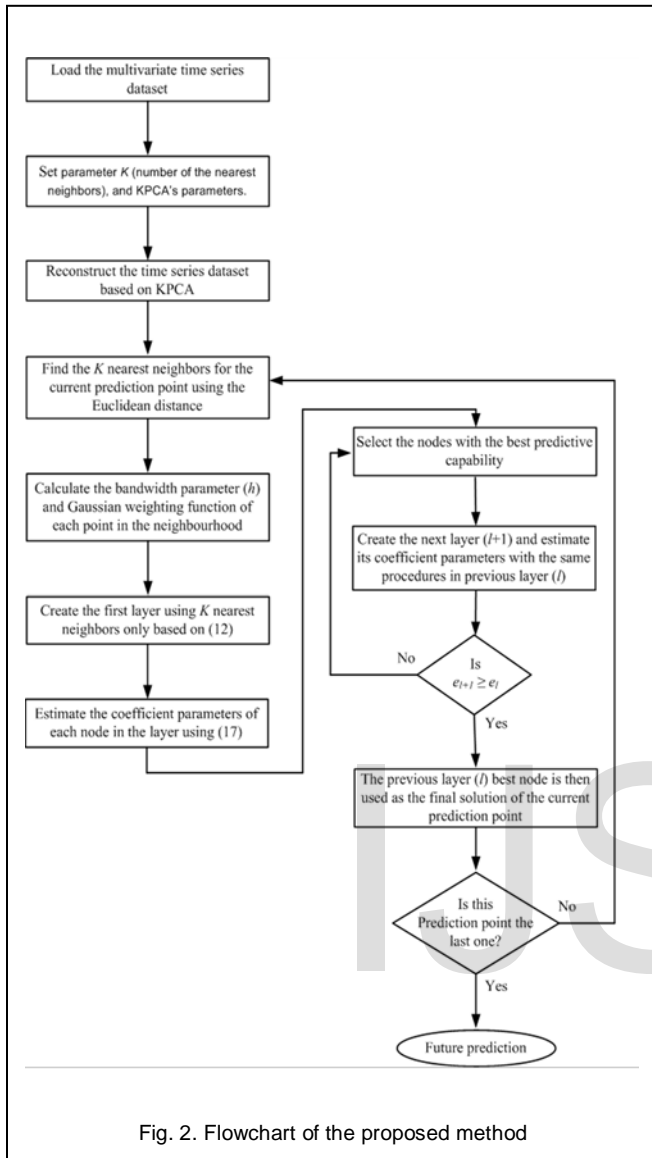 Load the multivariate time series
dataset
Set parameter K (number of the nearest
neighbors), and KPCA's parameters.
Reconstruct the time series dataset
based on KPCA
Find the K nearest neighbors for the
current prediction point using the
Euclidean distance
Calculate the bandwidth parameter (h)
and Gaussian weighting function of
each point in the neighbourhood
Create the first layer using K nearest
neighbors only based on (12)
Estimate the coefficient parameters of
each node in the layer using (17)
Select the nodes with the best predictive
capability
Create the next layer (l+1) and estimate
its coefficient parameters with the same
procedures in previous layer (l)
No
Is
e_{l+1} ≥ e_l
Yes
The previous layer (l) best node is then
used as the final solution of the current
prediction point
Is this
Prediction point the
last one?
No
Yes
Future prediction
IJS
Fig. 2. Flowchart of the proposed method